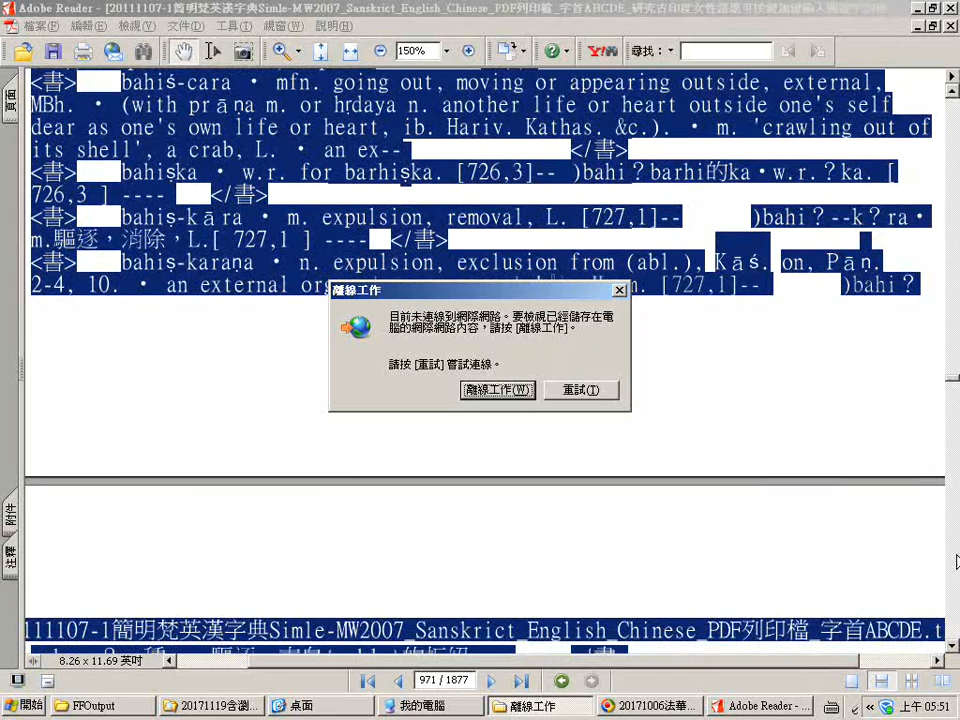 Adobe Reader - [20111107-1簡明梵英漢字典Simle-MW2007_Sanskrict_English_Chinese_PDF列印檔_字首ABCDE_研究古印度女性
檔案(F) 編輯(E) 檢視(V) 文件(D) 工具(T) 視窗(W) 說明(H)
150% 尋找：
頁面
<書> bahiś-cara • mfn. going out, moving or appearing outside, external,
MBh. • (with prāṇa m. or hṛdaya n. another life or heart outside one's self
dear as one's own life or heart, ib. Hariv. Kathas. &c.). • m. 'crawling out of
its shell', a crab, L. • an ex-- </書>
<書> bahiṣka • w.r. for barhiṣka. [726,3]-- )bahi？barhi的ka・w.r.？ka. [
726,3 ] ---- </書>
<書> bahiṣ-kāra • m. expulsion, removal, L. [727,1]-- )bahi？--k？ra・
m.驅逐，消除，L.[ 727,1 ] ---- </書>
<書> bahiṣ-karaṇa • n. expulsion, exclusion from (abl.), Kāś. on, Pāṇ.
2-4, 10. • an external m. [727,1]-- )bahi？
離線工作
目前未連線到網際網路。要檢視已經儲存在電
腦的網際網路內容，請按 [離線工作]。
請按 [重試] 嘗試連線。
離線工作(W) 重試(T)
附件
注釋
111107-1簡明梵英漢字典Simle-MW2007_Sanskrict_English_Chinese_PDF列印檔_字首ABCDE.t
8.26 x 11.69 英吋
971 / 1877
開始 FFOutput 20171119含瀏... 桌面 我的電腦 離線工作 20171006法華... Adobe Reader - ... 上午 05:51